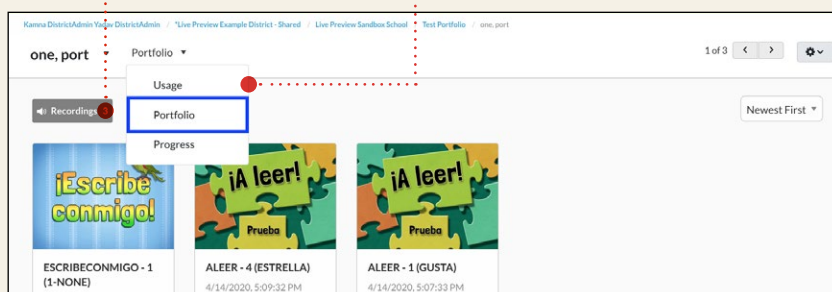 Kamna DistrictAdmin Yadav DistrictAdmin / *Live Preview Example District - Shared / Live Preview Sandbox School / Test Portfolio / one, port
one, port Portfolio 1 of 3
Usage
Recordings 3 Portfolio Newest First
Progress
¡Escribe conmigo!
¡A leer!
Prueba
¡A leer!
Prueba
ESCRIBECONMIGO - 1
(1-NONE)
ALEER - 4 (ESTRELLA)
4/14/2020, 5:09:32 PM
ALEER - 1 (GUSTA)
4/14/2020, 5:07:33 PM